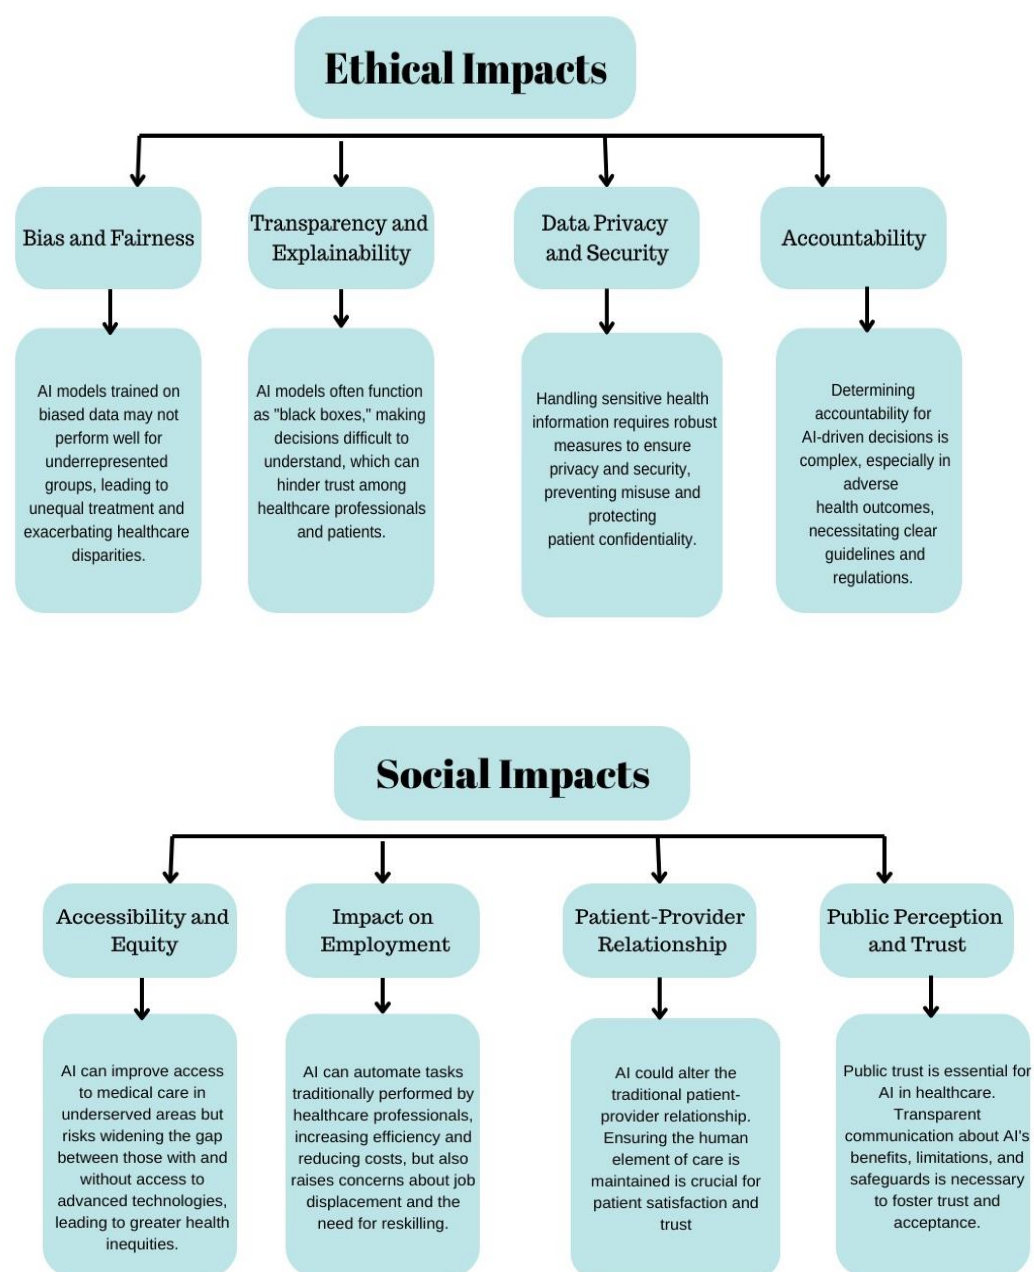 Ethical Impacts
Bias and Fairness
Transparency and
Explainability
Data Privacy
and Security
Accountability
AI models trained on
biased data may not
perform well for
underrepresented
groups, leading to
unequal treatment and
exacerbating healthcare
disparities.
AI models often function
as "black boxes," making
decisions difficult to
understand, which can
hinder trust among
healthcare professionals
and patients.
Handling sensitive health
information requires robust
measures to ensure
privacy and security,
preventing misuse and
protecting
patient confidentiality.
Determining
accountability for
AI-driven decisions is
complex, especially in
adverse
health outcomes,
necessitating clear
guidelines and
regulations.
Social Impacts
Accessibility and
Equity
Impact on
Employment
Patient-Provider
Relationship
Public Perception
and Trust
AI can improve access
to medical care in
underserved areas but
risks widening the gap
between those with and
without access to
advanced technologies,
leading to greater health
inequities.
AI can automate tasks
traditionally performed by
healthcare professionals,
increasing efficiency and
reducing costs, but also
raises concerns about job
displacement and the
need for reskilling.
AI could alter the
traditional patient-
provider relationship.
Ensuring the human
element of care is
maintained is crucial for
patient satisfaction and
trust
Public trust is essential for
AI in healthcare.
Transparent
communication about AI's
benefits, limitations, and
safeguards is necessary
to foster trust and
acceptance.